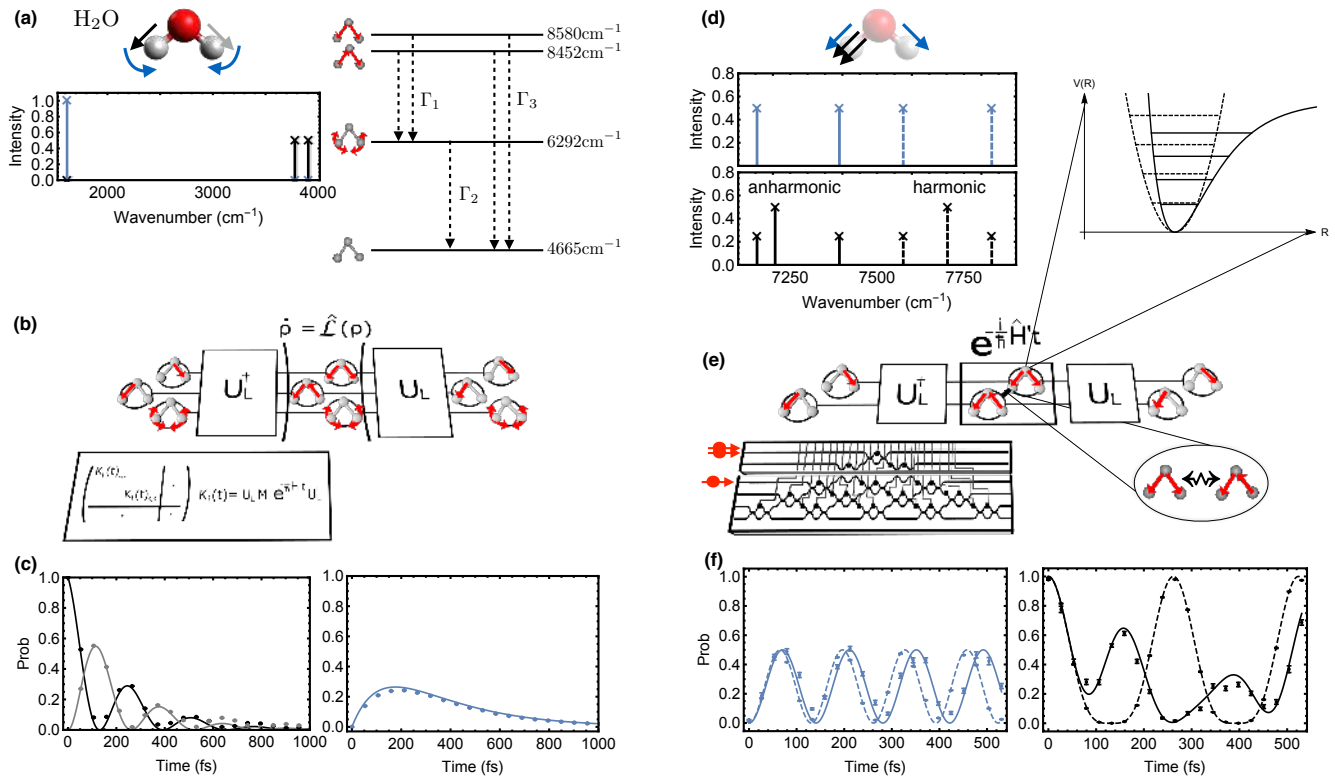 (a)
H₂O
1.0
0.8
0.6
0.4
0.2
0.0
Intensity
2000
3000
4000
Wavenumber (cm⁻¹)
8580cm⁻¹
8452cm⁻¹
Γ₁
Γ₃
6292cm⁻¹
Γ₂
4665cm⁻¹
(b)
ρ̇ = ℒ̂(ρ)
U_L^†
U_L
(c)
1.0
0.8
0.6
0.4
0.2
0.0
Prob
0
200
400
600
800
1000
Time (fs)
1.0
0.8
0.6
0.4
0.2
0.0
0
200
400
600
800
1000
Time (fs)
(d)
0.8
0.6
0.4
0.2
0.0
Intensity
0.8
0.6
0.4
0.2
0.0
Intensity
anharmonic
harmonic
7250
7500
7750
Wavenumber (cm⁻¹)
V(R)
R
(e)
U_L^†
U_L
(f)
1.0
0.8
0.6
0.4
0.2
0.0
Prob
0
100
200
300
400
500
Time (fs)
1.0
0.8
0.6
0.4
0.2
0.0
0
100
200
300
400
500
Time (fs)